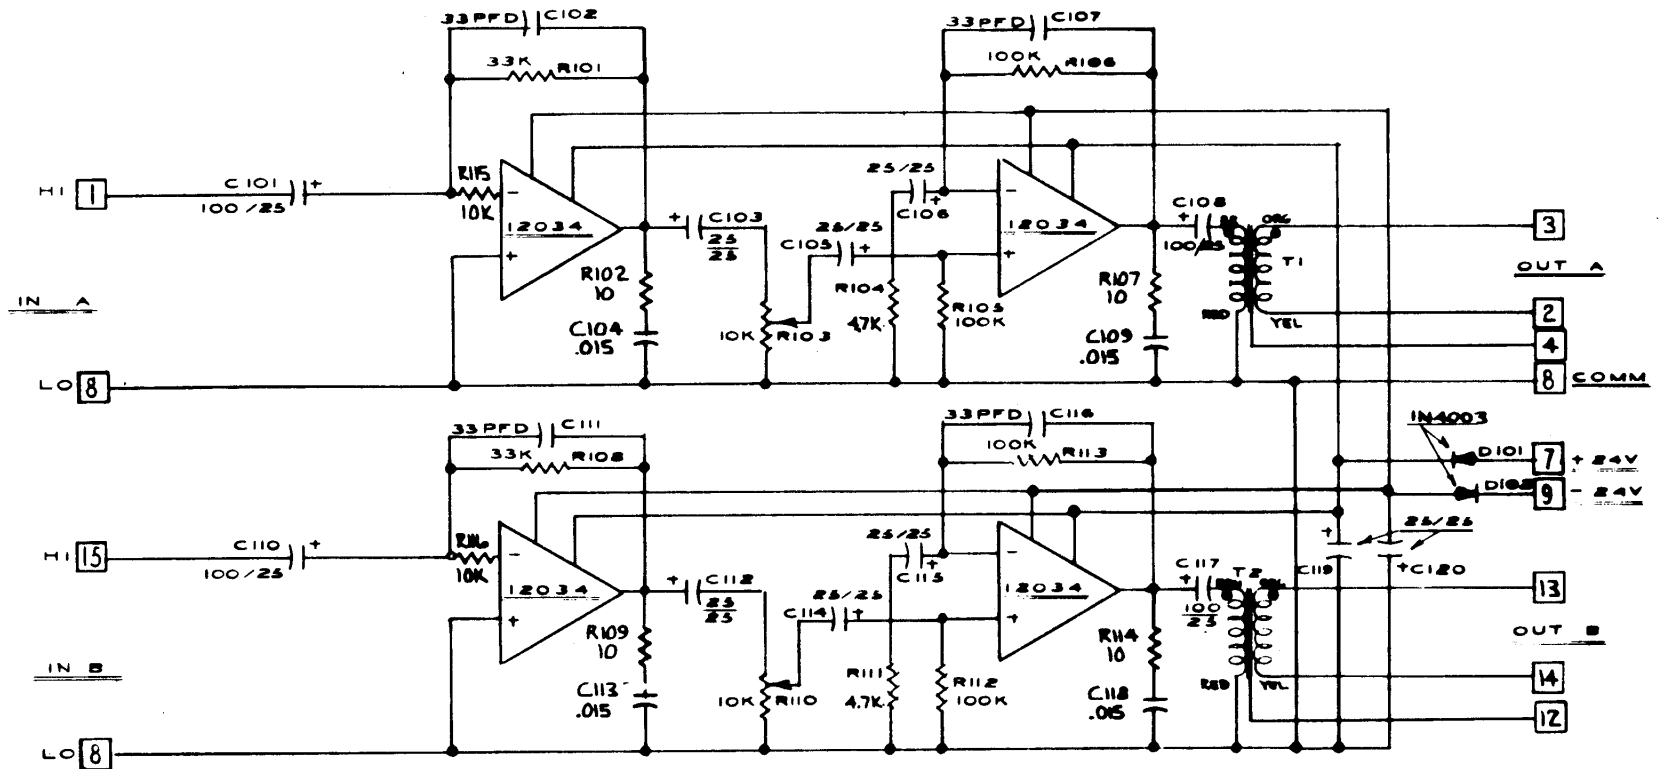 33PFD C102
33K R101
HI 1
C101 +
100/25
R115
10K
-
+
12034
+ C103
25
25
R102
10
C104
.015
10K R103
25/25
C105 +
25/25
C106 +
R104
4.7K
R105
100K
33PFD C107
100K R106
-
+
12034
R107
10
C109
.015
C108
+
100/25
ORG
T1
RED
YEL
3
OUT A
2
4
8 COMM
IN A
LO 8
33PFD C111
33K R108
HI 15
C110 +
100/25
R116
10K
-
+
12034
+ C112
25
25
R109
10
C113
.015
10K R110
25/25
C114 +
25/25
C115 +
R111
4.7K
R112
100K
33PFD C116
100K R113
-
+
12034
R114
10
C118
.015
C117
+
100
25
T2
RED
YEL
1N4003
D101 7 + 24V
D102 9 - 24V
25/25
+
C119
+ C120
13
OUT B
14
12
IN B
LO 8